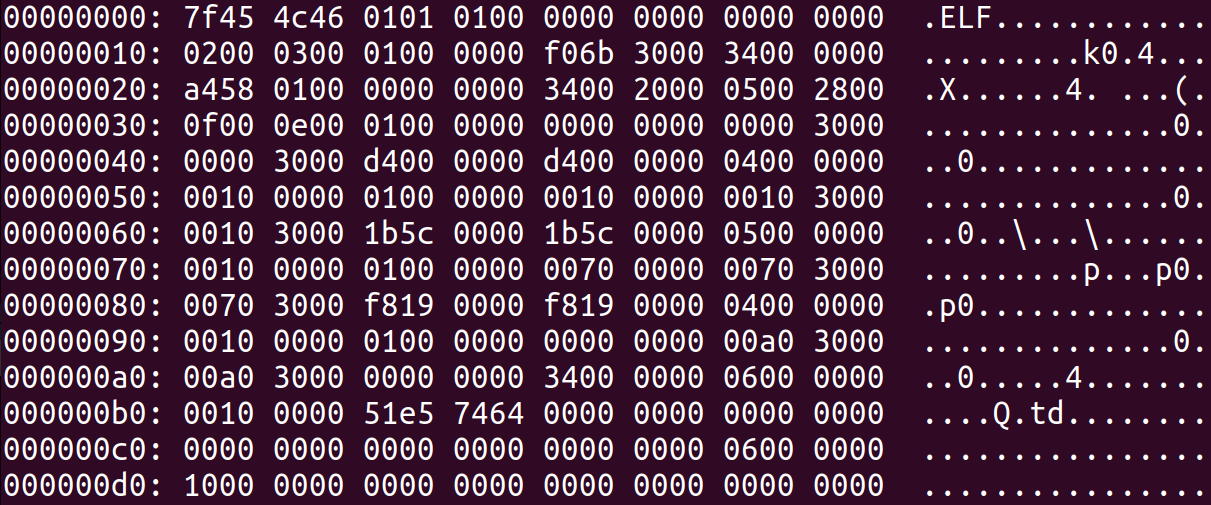 00000000: 7f45 4c46 0101 0100 0000 0000 0000 0000  .ELF............
00000010: 0200 0300 0100 0000 f06b 3000 3400 0000  .........k0.4...
00000020: a458 0100 0000 0000 3400 2000 0500 2800  .X......4. ...(.
00000030: 0f00 0e00 0100 0000 0000 0000 0000 3000  ..............0.
00000040: 0000 3000 d400 0000 d400 0000 0400 0000  ..0.............
00000050: 0010 0000 0100 0000 0010 0000 0010 3000  ..............0.
00000060: 0010 3000 1b5c 0000 1b5c 0000 0500 0000  ..0..\...\......
00000070: 0010 0000 0100 0000 0070 0000 0070 3000  .........p...p0.
00000080: 0070 3000 f819 0000 f819 0000 0400 0000  .p0.............
00000090: 0010 0000 0100 0000 0000 0000 00a0 3000  ..............0.
000000a0: 00a0 3000 0000 0000 3400 0000 0600 0000  ..0.....4.......
000000b0: 0010 0000 51e5 7464 0000 0000 0000 0000  ....Q.td........
000000c0: 0000 0000 0000 0000 0000 0000 0600 0000  ................
000000d0: 1000 0000 0000 0000 0000 0000 0000 0000  ................